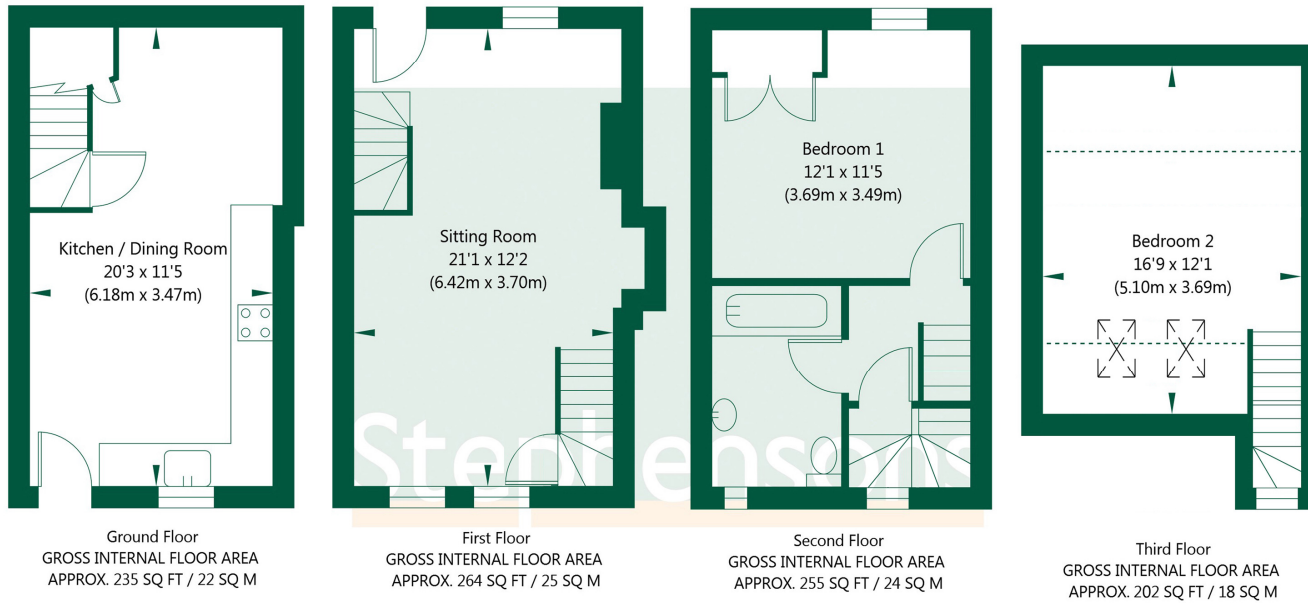 Kitchen / Dining Room
20'3 x 11'5
(6.18m x 3.47m)
Ground Floor
GROSS INTERNAL FLOOR AREA
APPROX. 235 SQ FT / 22 SQ M
Sitting Room
21'1 x 12'2
(6.42m x 3.70m)
Stephensons
First Floor
GROSS INTERNAL FLOOR AREA
APPROX. 264 SQ FT / 25 SQ M
Bedroom 1
12'1 x 11'5
(3.69m x 3.49m)
Second Floor
GROSS INTERNAL FLOOR AREA
APPROX. 255 SQ FT / 24 SQ M
Bedroom 2
16'9 x 12'1
(5.10m x 3.69m)
Third Floor
GROSS INTERNAL FLOOR AREA
APPROX. 202 SQ FT / 18 SQ M